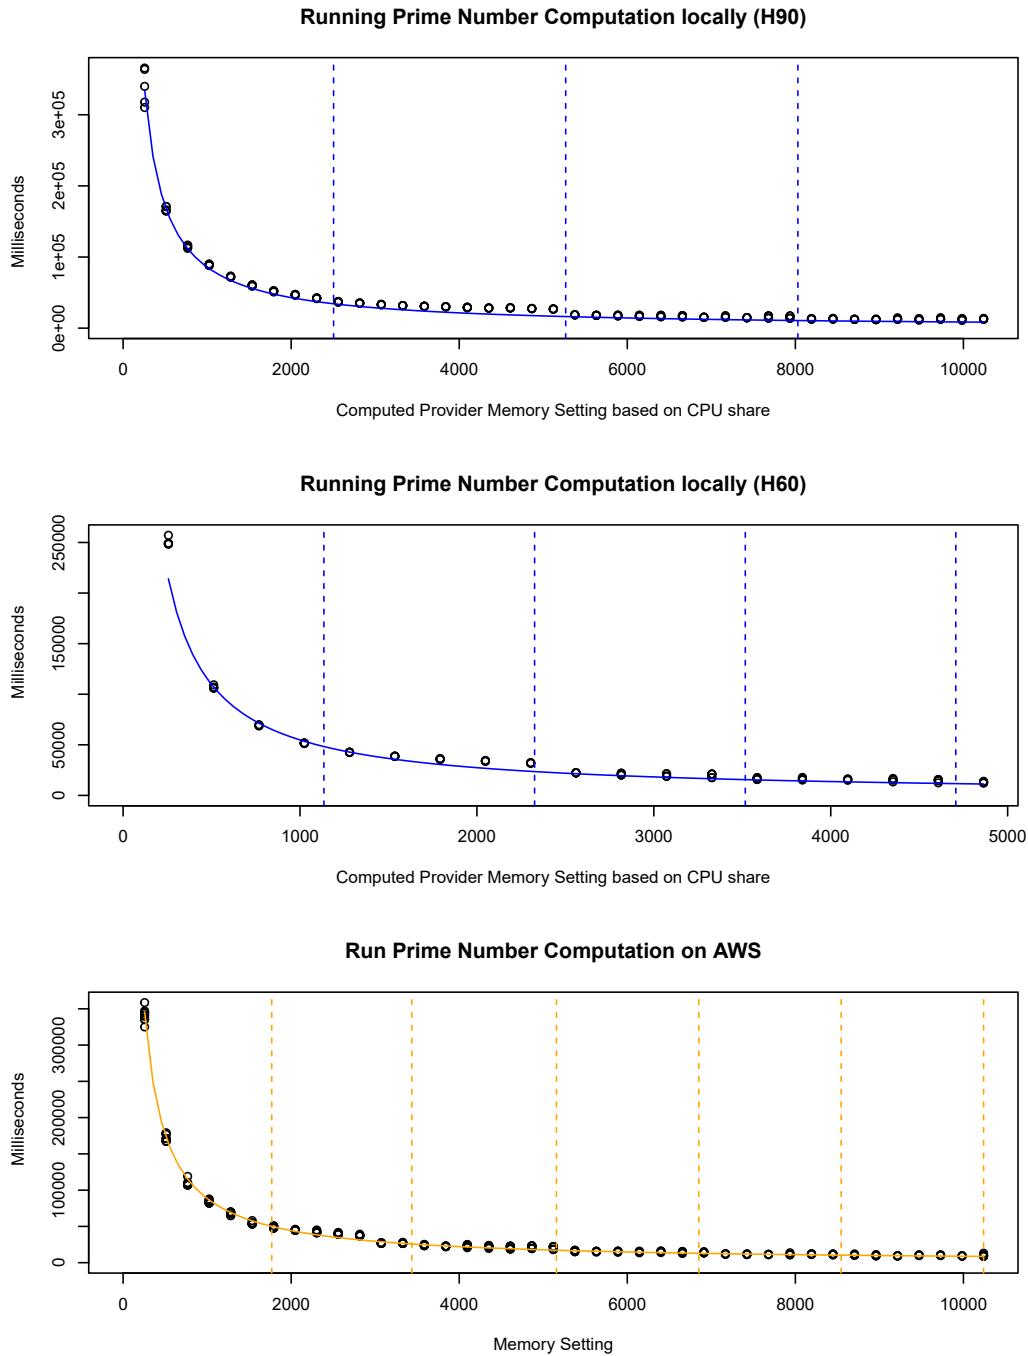 Running Prime Number Computation locally (H90)
Milliseconds
3e+05
2e+05
1e+05
0e+00
0 2000 4000 6000 8000 10000
Computed Provider Memory Setting based on CPU share
Running Prime Number Computation locally (H60)
Milliseconds
250000
150000
50000
0
0 1000 2000 3000 4000 5000
Computed Provider Memory Setting based on CPU share
Run Prime Number Computation on AWS
Milliseconds
300000
200000
100000
0
0 2000 4000 6000 8000 10000
Memory Setting